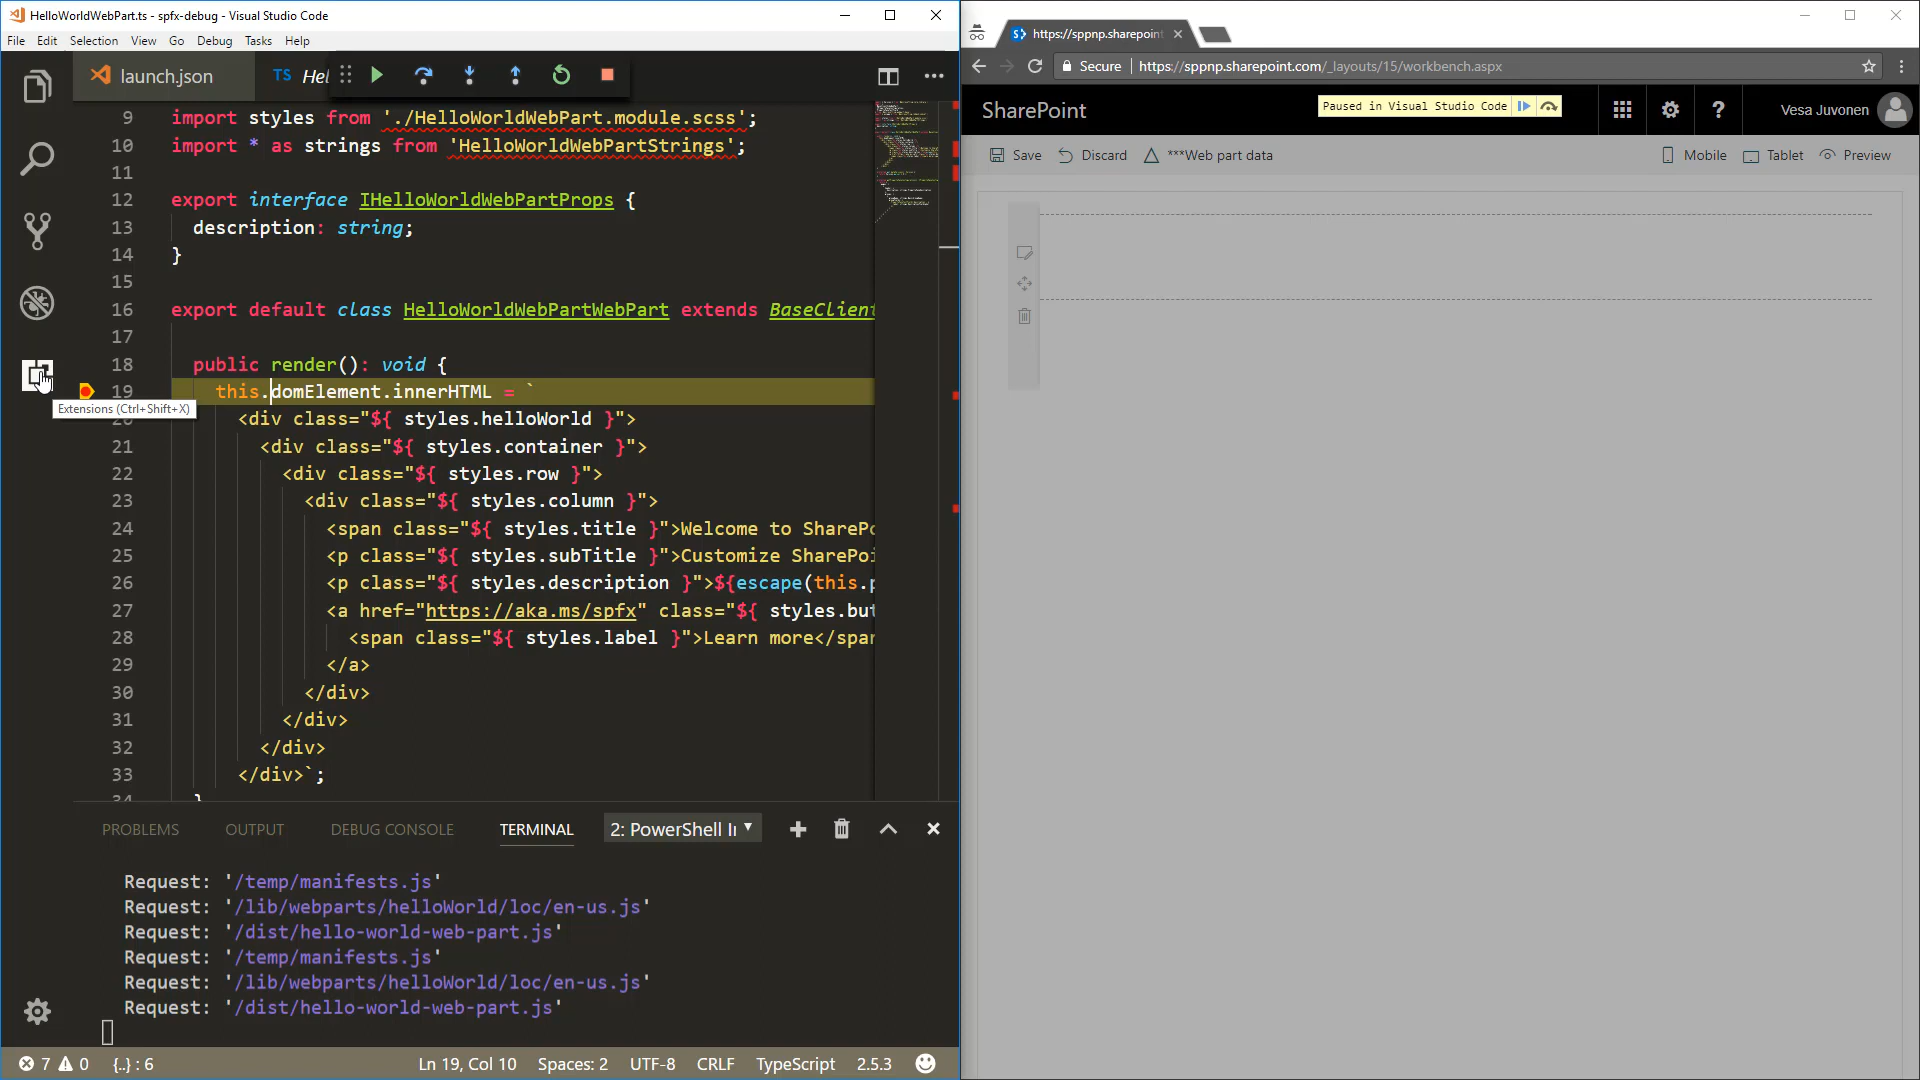 HelloWorldWebPart.ts - spfx-debug - Visual Studio Code
File Edit Selection View Go Debug Tasks Help
launch.json
TS Hel
9 import styles from './HelloWorldWebPart.module.scss';
10 import * as strings from 'HelloWorldWebPartStrings';
11
12 export interface IHelloWorldWebPartProps {
13 description: string;
14 }
15
16 export default class HelloWorldWebPartWebPart extends BaseClient
17
18 public render(): void {
19 this.domElement.innerHTML = `
Extensions (Ctrl+Shift+X)
20 <div class="${ styles.helloWorld }">
21 <div class="${ styles.container }">
22 <div class="${ styles.row }">
23 <div class="${ styles.column }">
24 <span class="${ styles.title }">Welcome to SharePo
25 <p class="${ styles.subTitle }">Customize SharePoi
26 <p class="${ styles.description }">${escape(this.p
27 <a href="https://aka.ms/spfx" class="${ styles.but
28 <span class="${ styles.label }">Learn more</span
29 </a>
30 </div>
31 </div>
32 </div>
33 </div>`;
34 }
PROBLEMS OUTPUT DEBUG CONSOLE TERMINAL 2: PowerShell I
Request: '/temp/manifests.js'
Request: '/lib/webparts/helloWorld/loc/en-us.js'
Request: '/dist/hello-world-web-part.js'
Request: '/temp/manifests.js'
Request: '/lib/webparts/helloWorld/loc/en-us.js'
Request: '/dist/hello-world-web-part.js'
7 0 {..} : 6 Ln 19, Col 10 Spaces: 2 UTF-8 CRLF TypeScript 2.5.3
https://sppnp.sharepoint
Secure https://sppnp.sharepoint.com/_layouts/15/workbench.aspx
SharePoint
Paused in Visual Studio Code
? Vesa Juvonen
Save Discard ***Web part data Mobile Tablet Preview